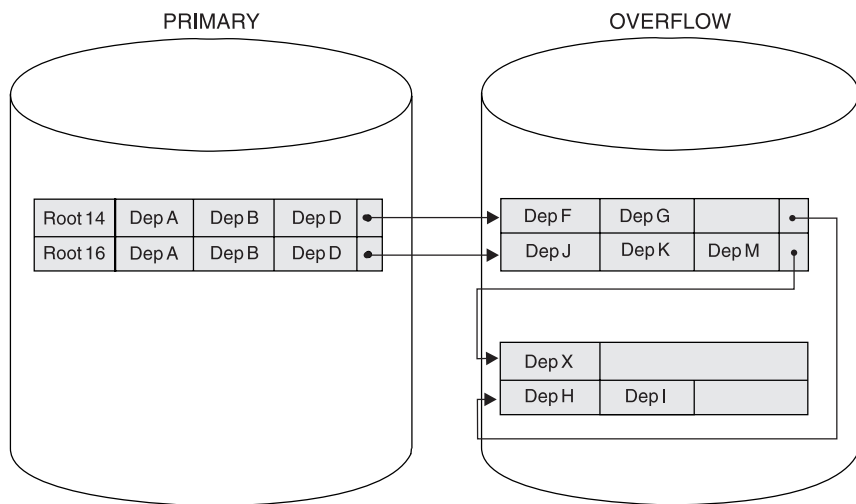 PRIMARY
OVERFLOW
Root 14 Dep A Dep B Dep D
Root 16 Dep A Dep B Dep D
Dep F Dep G
Dep J Dep K Dep M
Dep X
Dep H Dep I